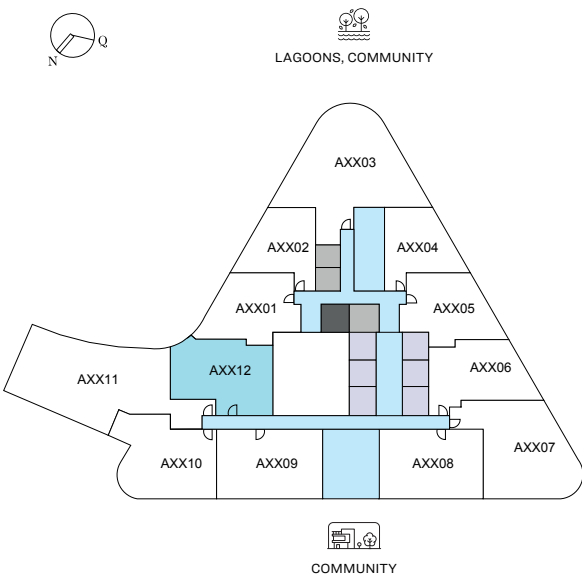 N
Q
LAGOONS, COMMUNITY
AXX03
AXX02
AXX04
AXX01
AXX05
AXX11
AXX12
AXX06
AXX10
AXX09
AXX08
AXX07
COMMUNITY